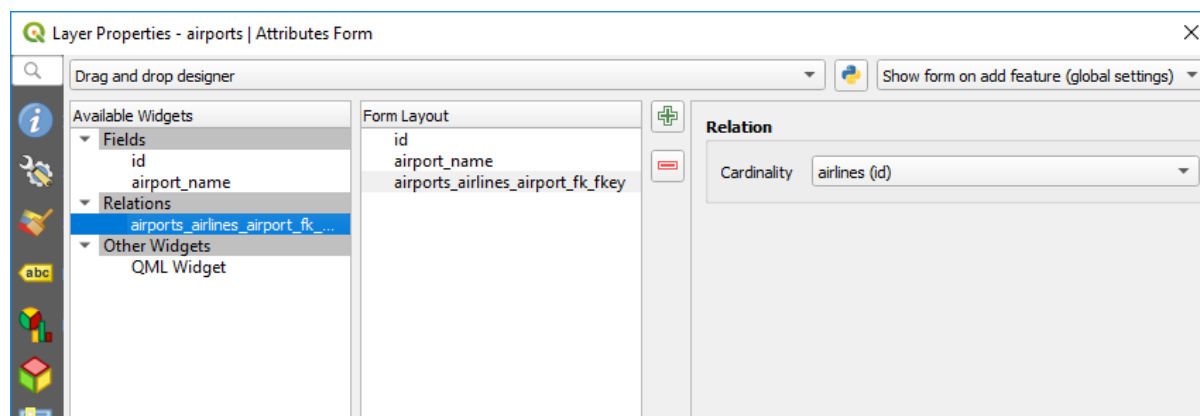 Layer Properties - airports | Attributes Form
Drag and drop designer
Show form on add feature (global settings)
Available Widgets
Fields
id
airport_name
Relations
airports_airlines_airport_fk_...
Other Widgets
QML Widget
Form Layout
id
airport_name
airports_airlines_airport_fk_fkey
Relation
Cardinality airlines (id)
abc